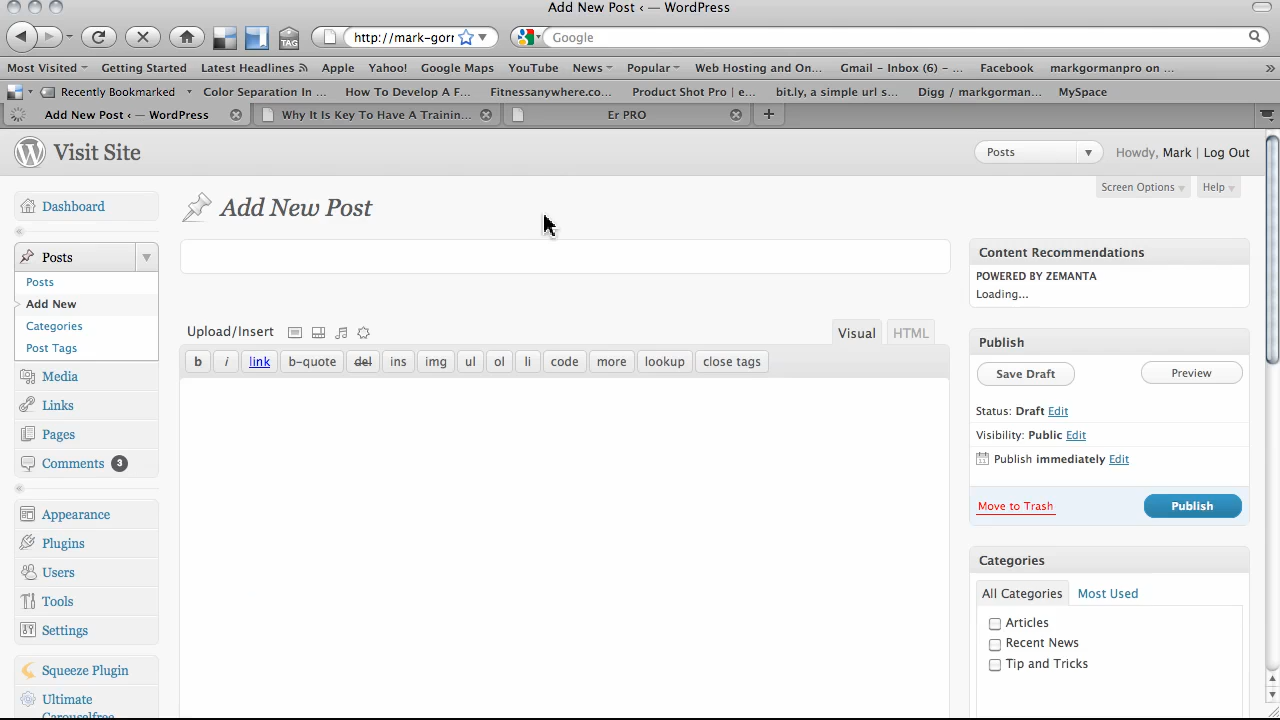 Add New Post ‹ — WordPress
TAG
http://mark-gorr
Google
Most Visited
Getting Started
Latest Headlines
Apple
Yahoo!
Google Maps
YouTube
News
Popular
Web Hosting and On...
Gmail – Inbox (6) – ...
Facebook
markgormanpro on ...
»
Recently Bookmarked
Color Separation In ...
How To Develop A F...
Fitnessanywhere.co...
Product Shot Pro | e...
bit.ly, a simple url s...
Digg / markgorman...
MySpace
Add New Post ‹ — WordPress
Why It Is Key To Have A Trainin...
Er PRO
+
Visit Site
Posts
Howdy, Mark | Log Out
Screen Options
Help
Dashboard
Add New Post
Posts
Posts
Add New
Categories
Post Tags
Media
Links
Pages
Comments 3
Appearance
Plugins
Users
Tools
Settings
Squeeze Plugin
Ultimate
Carouselfree
Upload/Insert
Visual
HTML
b
i
link
b-quote
del
ins
img
ul
ol
li
code
more
lookup
close tags
Content Recommendations
POWERED BY ZEMANTA
Loading...
Publish
Save Draft
Preview
Status: Draft Edit
Visibility: Public Edit
Publish immediately Edit
Move to Trash
Publish
Categories
All Categories
Most Used
Articles
Recent News
Tip and Tricks